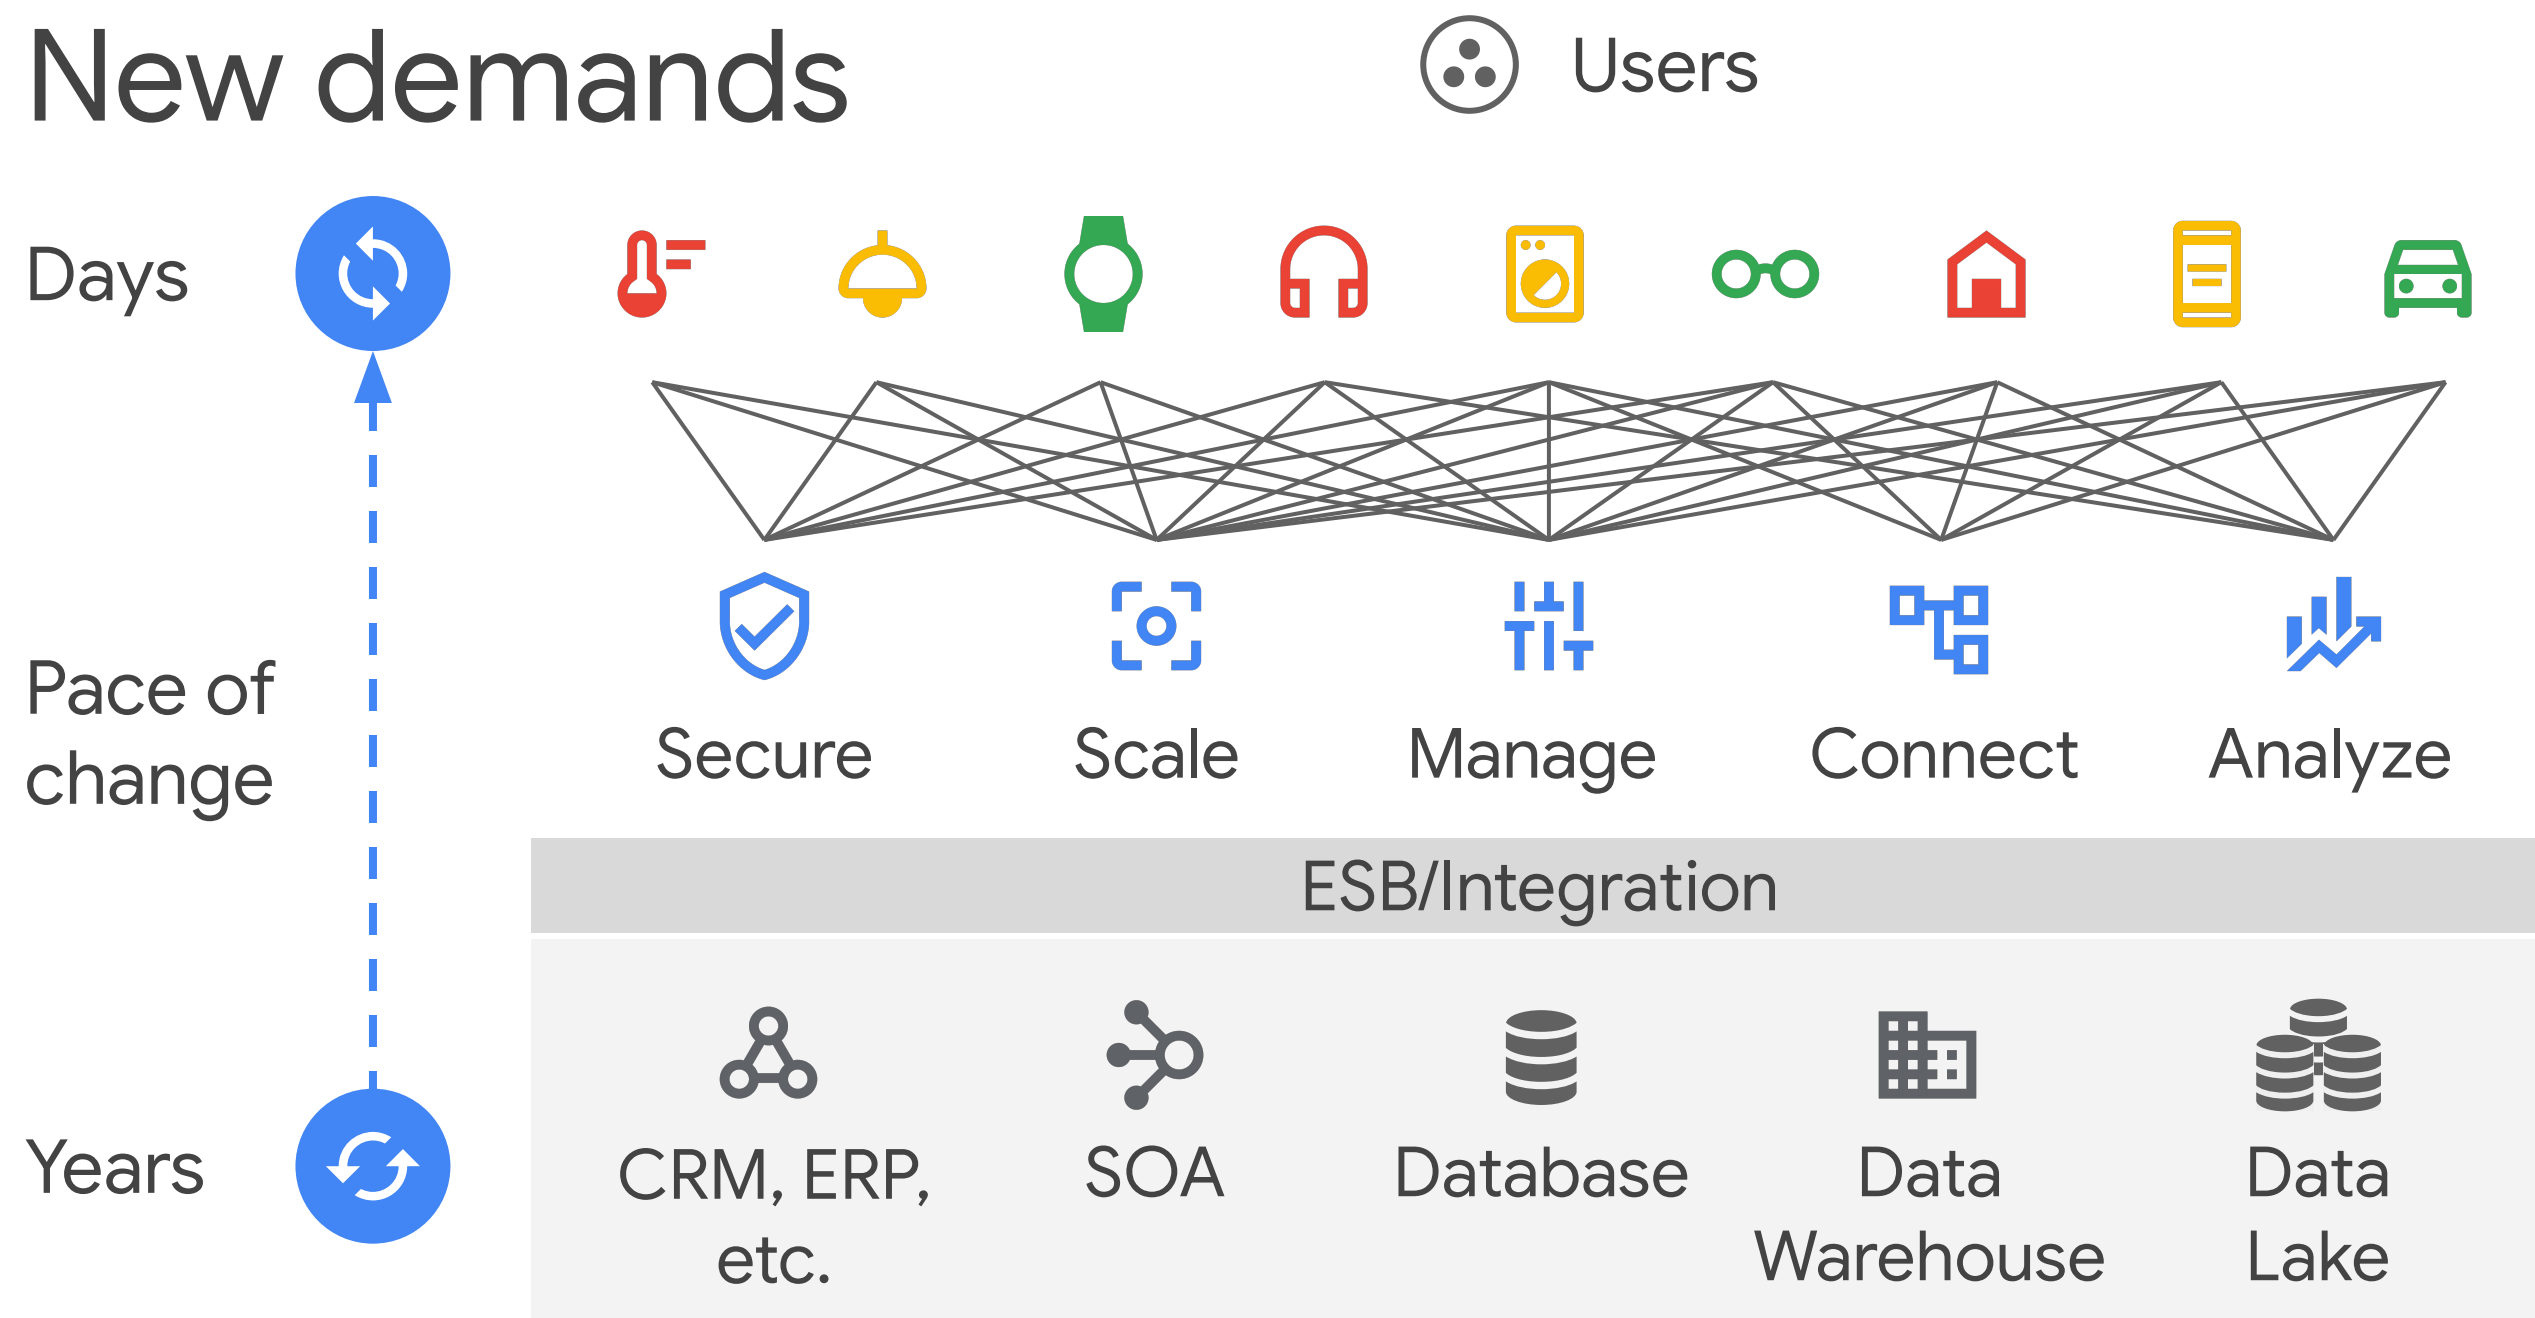 New demands
Users
Days
Pace of
change
Secure
Scale
Manage
Connect
Analyze
ESB/Integration
Years
CRM, ERP,
etc.
SOA
Database
Data
Warehouse
Data
Lake